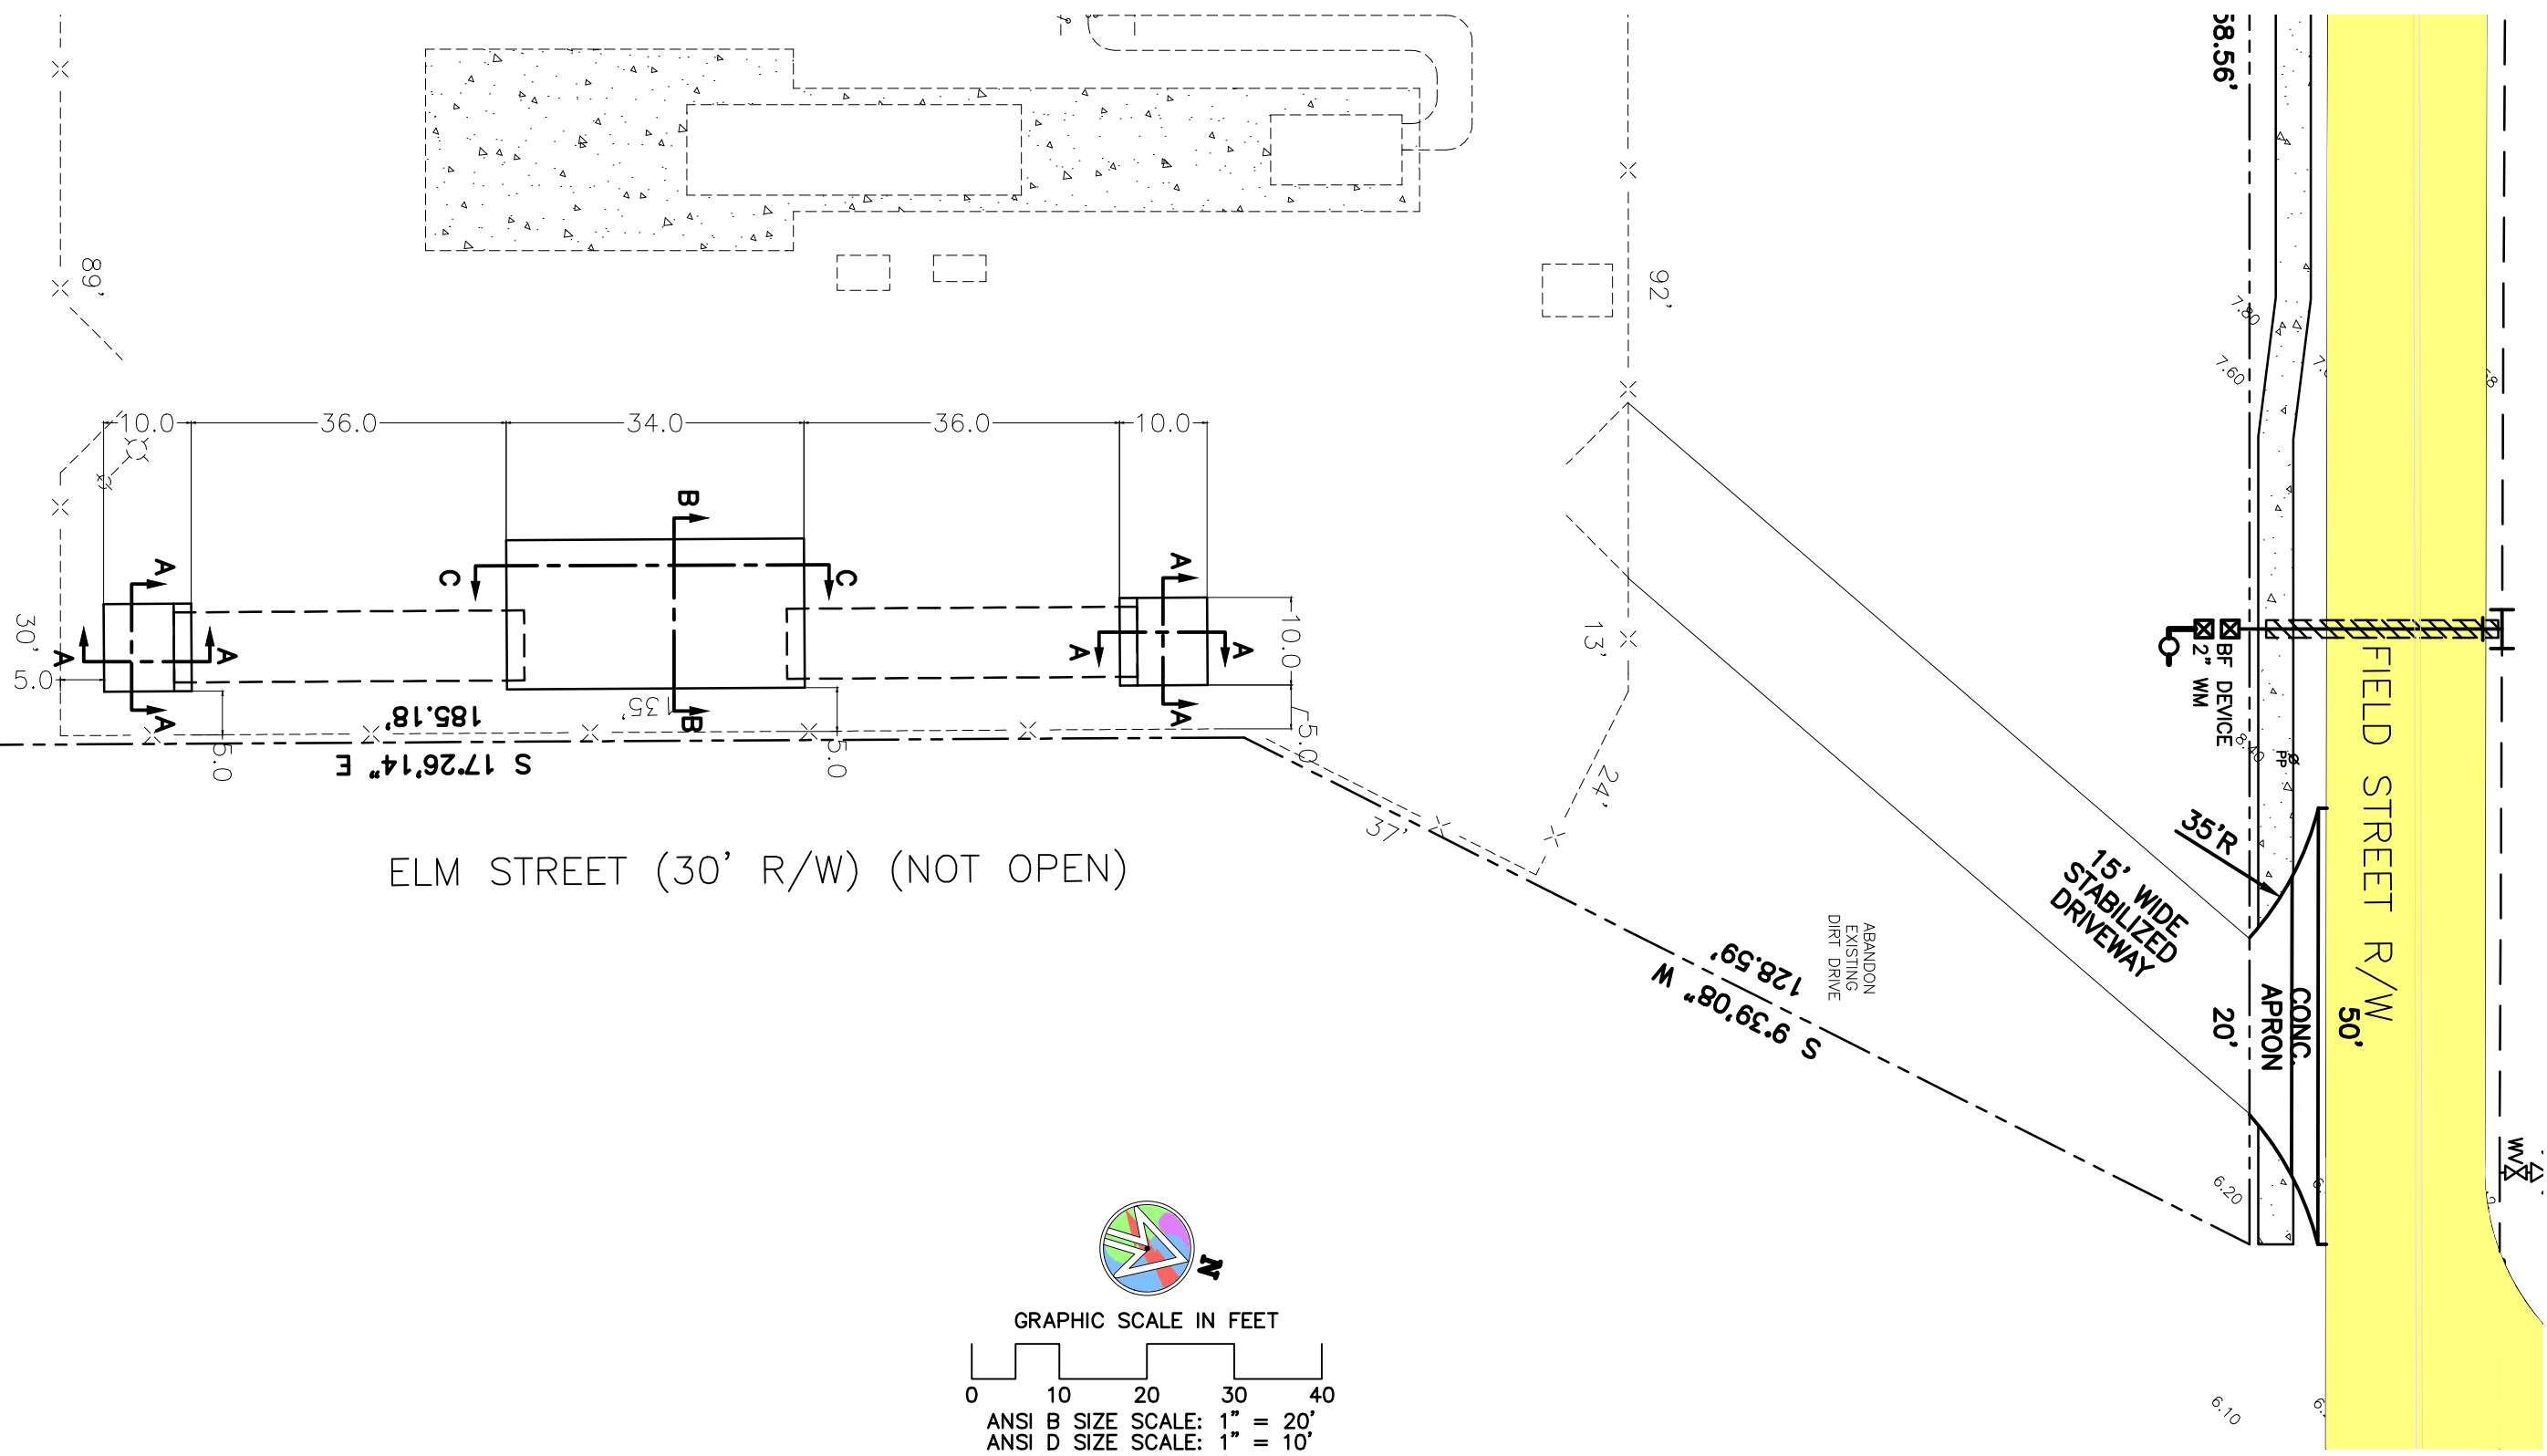 58.56'
89'
92'
7.80
7.60
10.0
36.0
34.0
36.0
10.0
B
C
C
A
A
A
A
A
A
A
A
B
30'
5.0
10.0
5.0
5.0
5.0
13'
24'
37'
135'
185.18'
S 17°26'14" E
ELM STREET (30' R/W) (NOT OPEN)
128.59'
S 9°39'08" W
ABANDON
EXISTING
DIRT DRIVE
15' WIDE
STABILIZED
DRIVEWAY
35'R
BF DEVICE
2" WM
8.40
PP
FIELD STREET R/W
CONC.
APRON
20'
50'
WV
6.20
6.10
N
GRAPHIC SCALE IN FEET
0 10 20 30 40
ANSI B SIZE SCALE: 1" = 20'
ANSI D SIZE SCALE: 1" = 10'